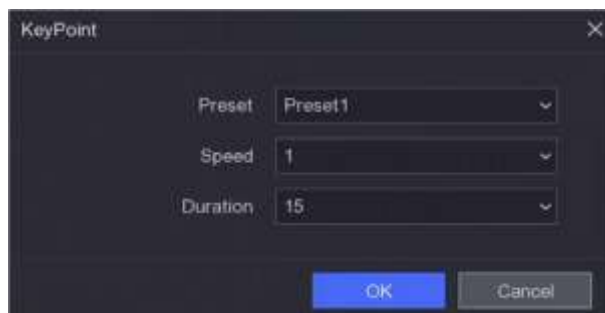 KeyPoint
Preset Preset1
Speed 1
Duration 15
OK Cancel